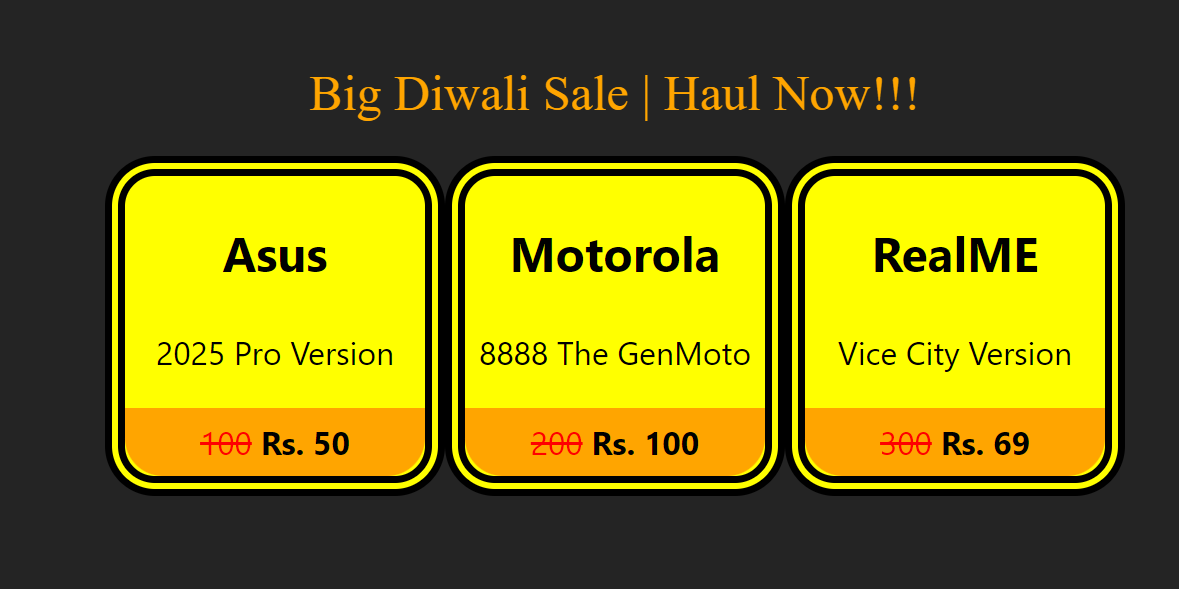 Big Diwali Sale | Haul Now!!!
Asus
2025 Pro Version
100 Rs. 50
Motorola
8888 The GenMoto
200 Rs. 100
RealME
Vice City Version
300 Rs. 69